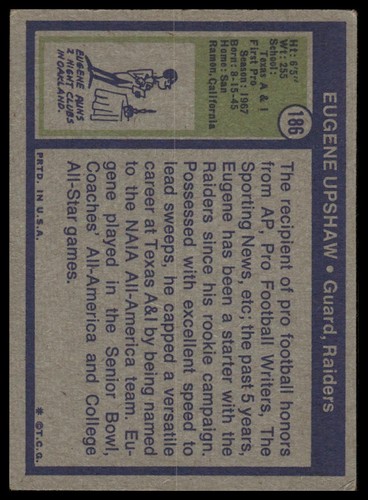 186
EUGENE UPSHAW • Guard, Raiders
Ht: 6'5"
Wt: 255
School:
Texas A & I
First Pro
Season: 1967
Born: 8-15-45
Home: San
Ramon, California
EUGENE RUNS
2 NIGHT CLUBS
IN OAKLAND.
The recipient of pro football honors
from AP, Pro Football Writers, The
Sporting News, etc; the past 5 years,
Eugene has been a starter with the
Raiders since his rookie campaign.
Possessed with excellent speed to
lead sweeps, he capped a versatile
career at Texas A&I by being named
to the NAIA All-America team. Eu-
gene played in the Senior Bowl,
Coaches' All-America and College
All-Star games.
PRTD. IN U.S.A.
* ©T.C.G.